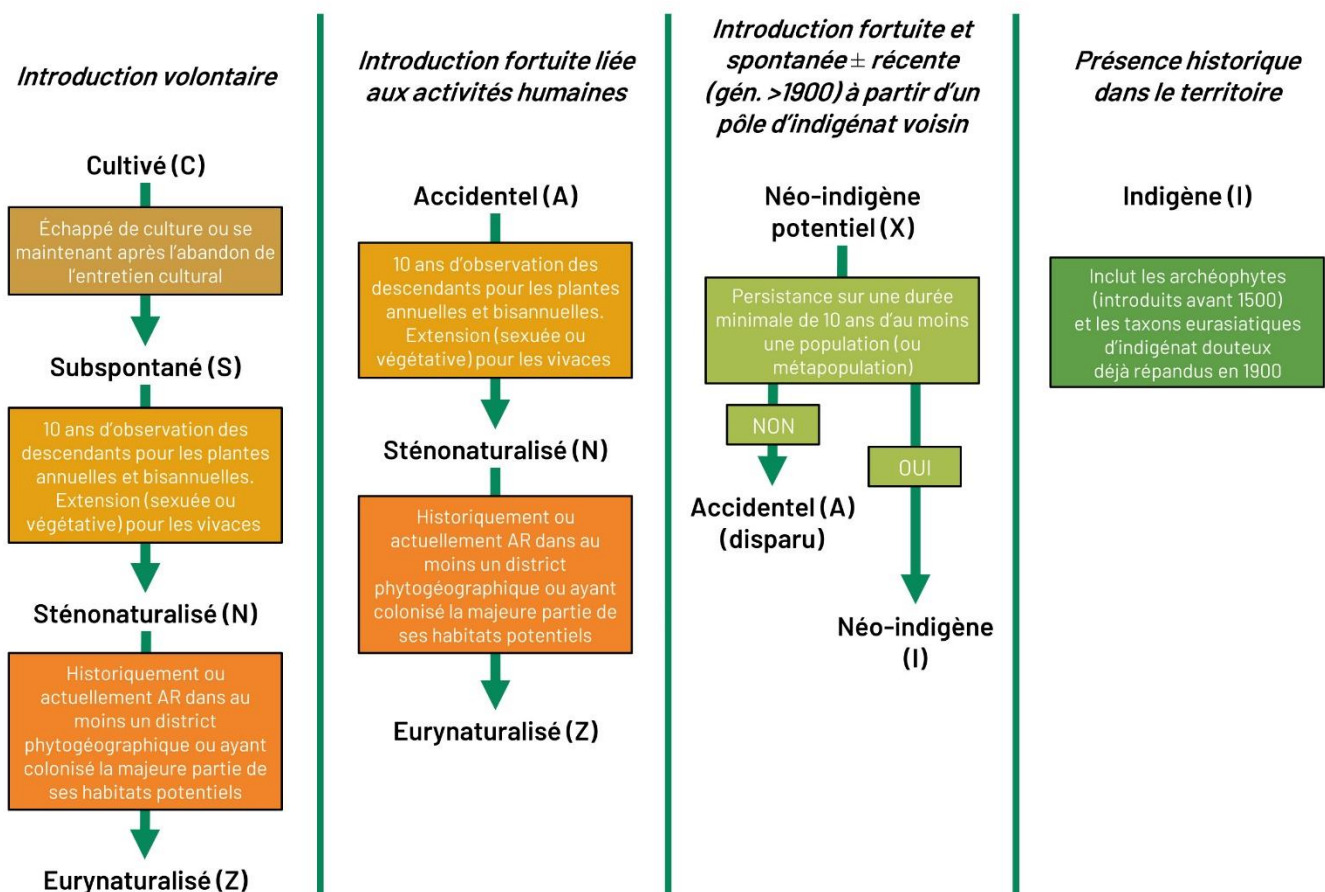 Introduction volontaire
Cultivé (C)
Échappé de culture ou se
maintenant après l'abandon de
l'entretien cultural
Subspontané (S)
10 ans d'observation des
descendants pour les plantes
annuelles et bisannuelles.
Extension (sexuée ou
végétative) pour les vivaces
Sténonaturalisé (N)
Historiquement ou
actuellement AR dans au
moins un district
phytogéographique ou ayant
colonisé la majeure partie de
ses habitats potentiels
Eurynaturalisé (Z)
Introduction fortuite liée
aux activités humaines
Accidentel (A)
10 ans d'observation des
descendants pour les plantes
annuelles et bisannuelles.
Extension (sexuée ou
végétative) pour les vivaces
Sténonaturalisé (N)
Historiquement ou
actuellement AR dans au
moins un district
phytogéographique ou ayant
colonisé la majeure partie de
ses habitats potentiels
Eurynaturalisé (Z)
Introduction fortuite et
spontanée ± récente
(gén. >1900) à partir d'un
pôle d'indigénat voisin
Néo-indigène
potentiel (X)
Persistance sur une durée
minimale de 10 ans d'au moins
une population (ou
métapopulation)
NON
OUI
Accidentel (A)
(disparu)
Néo-indigène
(I)
Présence historique
dans le territoire
Indigène (I)
Inclut les archéophytes
(introduits avant 1500)
et les taxons eurasiatiques
d'indigénat douteux
déjà répandus en 1900